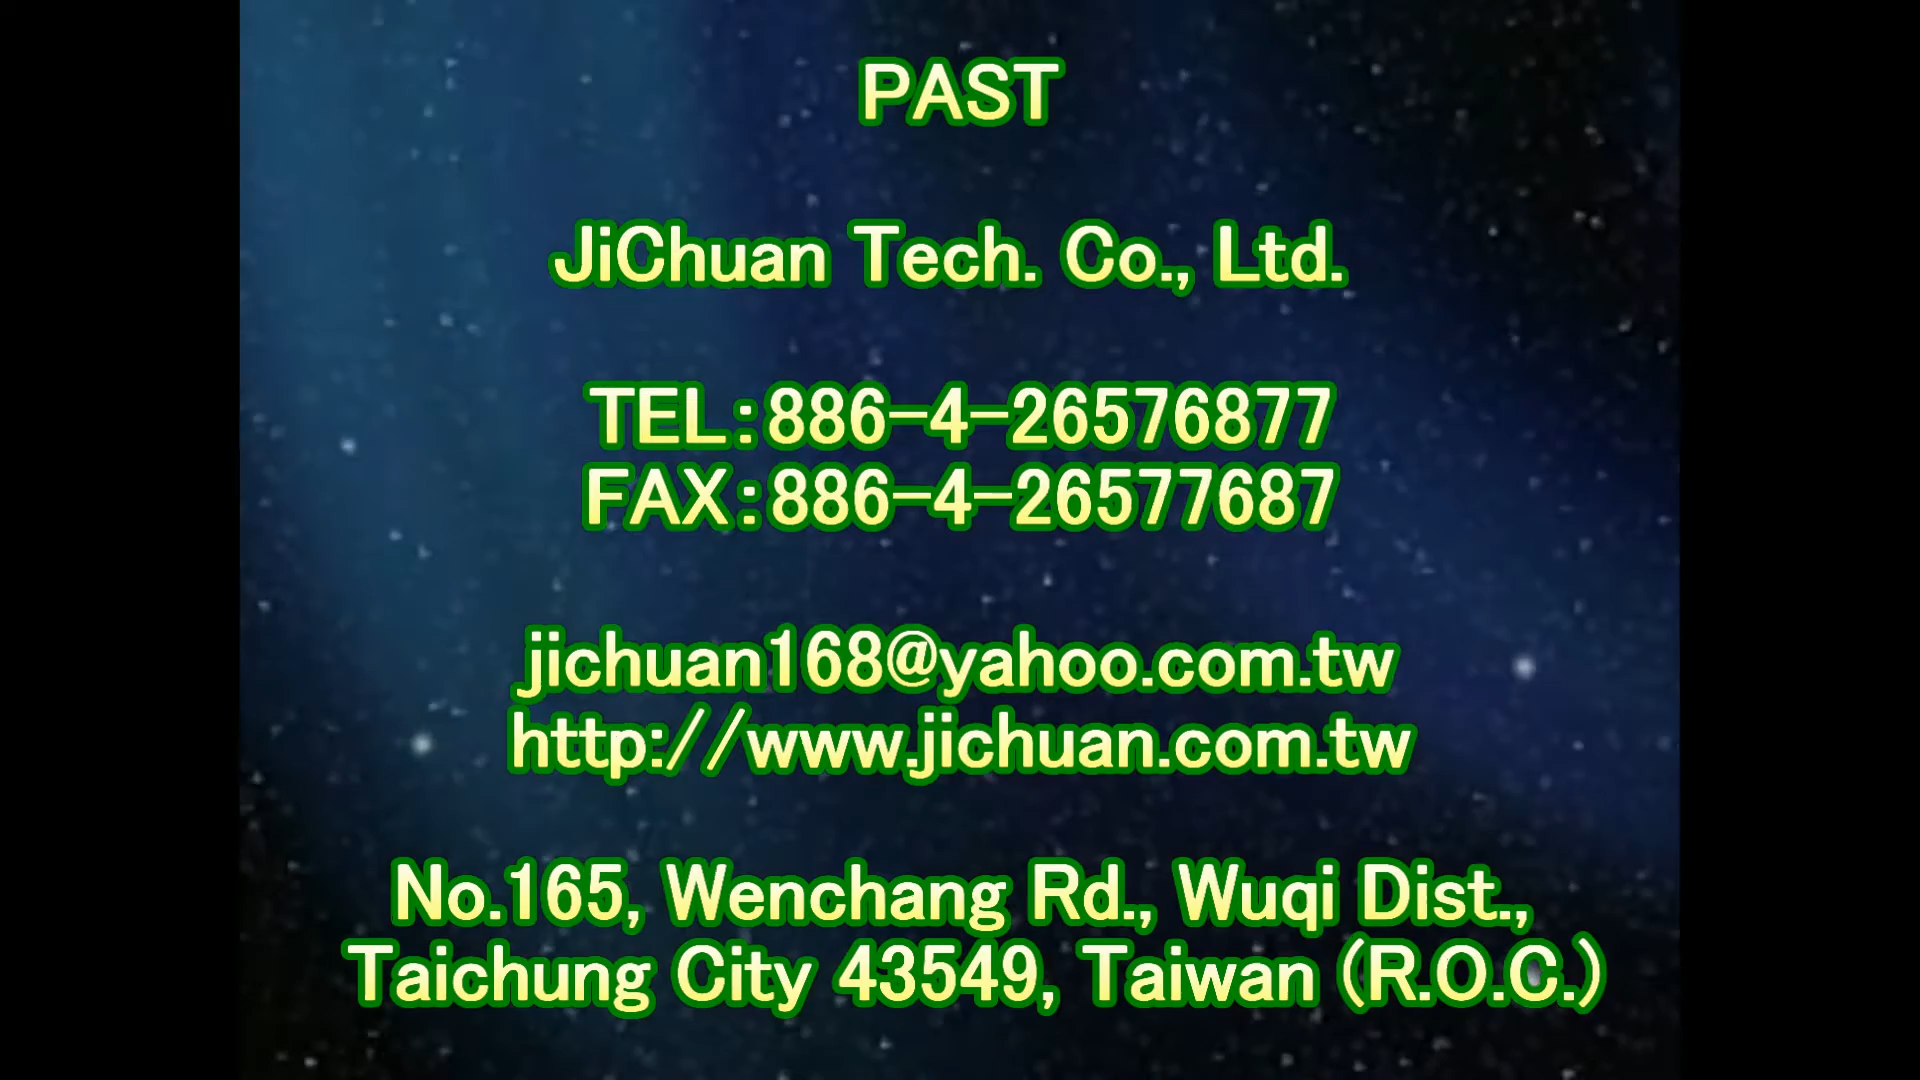 PAST
JiChuan Tech. Co., Ltd.
TEL:886-4-26576877
FAX:886-4-26577687
jichuan168@yahoo.com.tw
http://www.jichuan.com.tw
No.165, Wenchang Rd., Wuqi Dist.,
Taichung City 43549, Taiwan (R.O.C.)